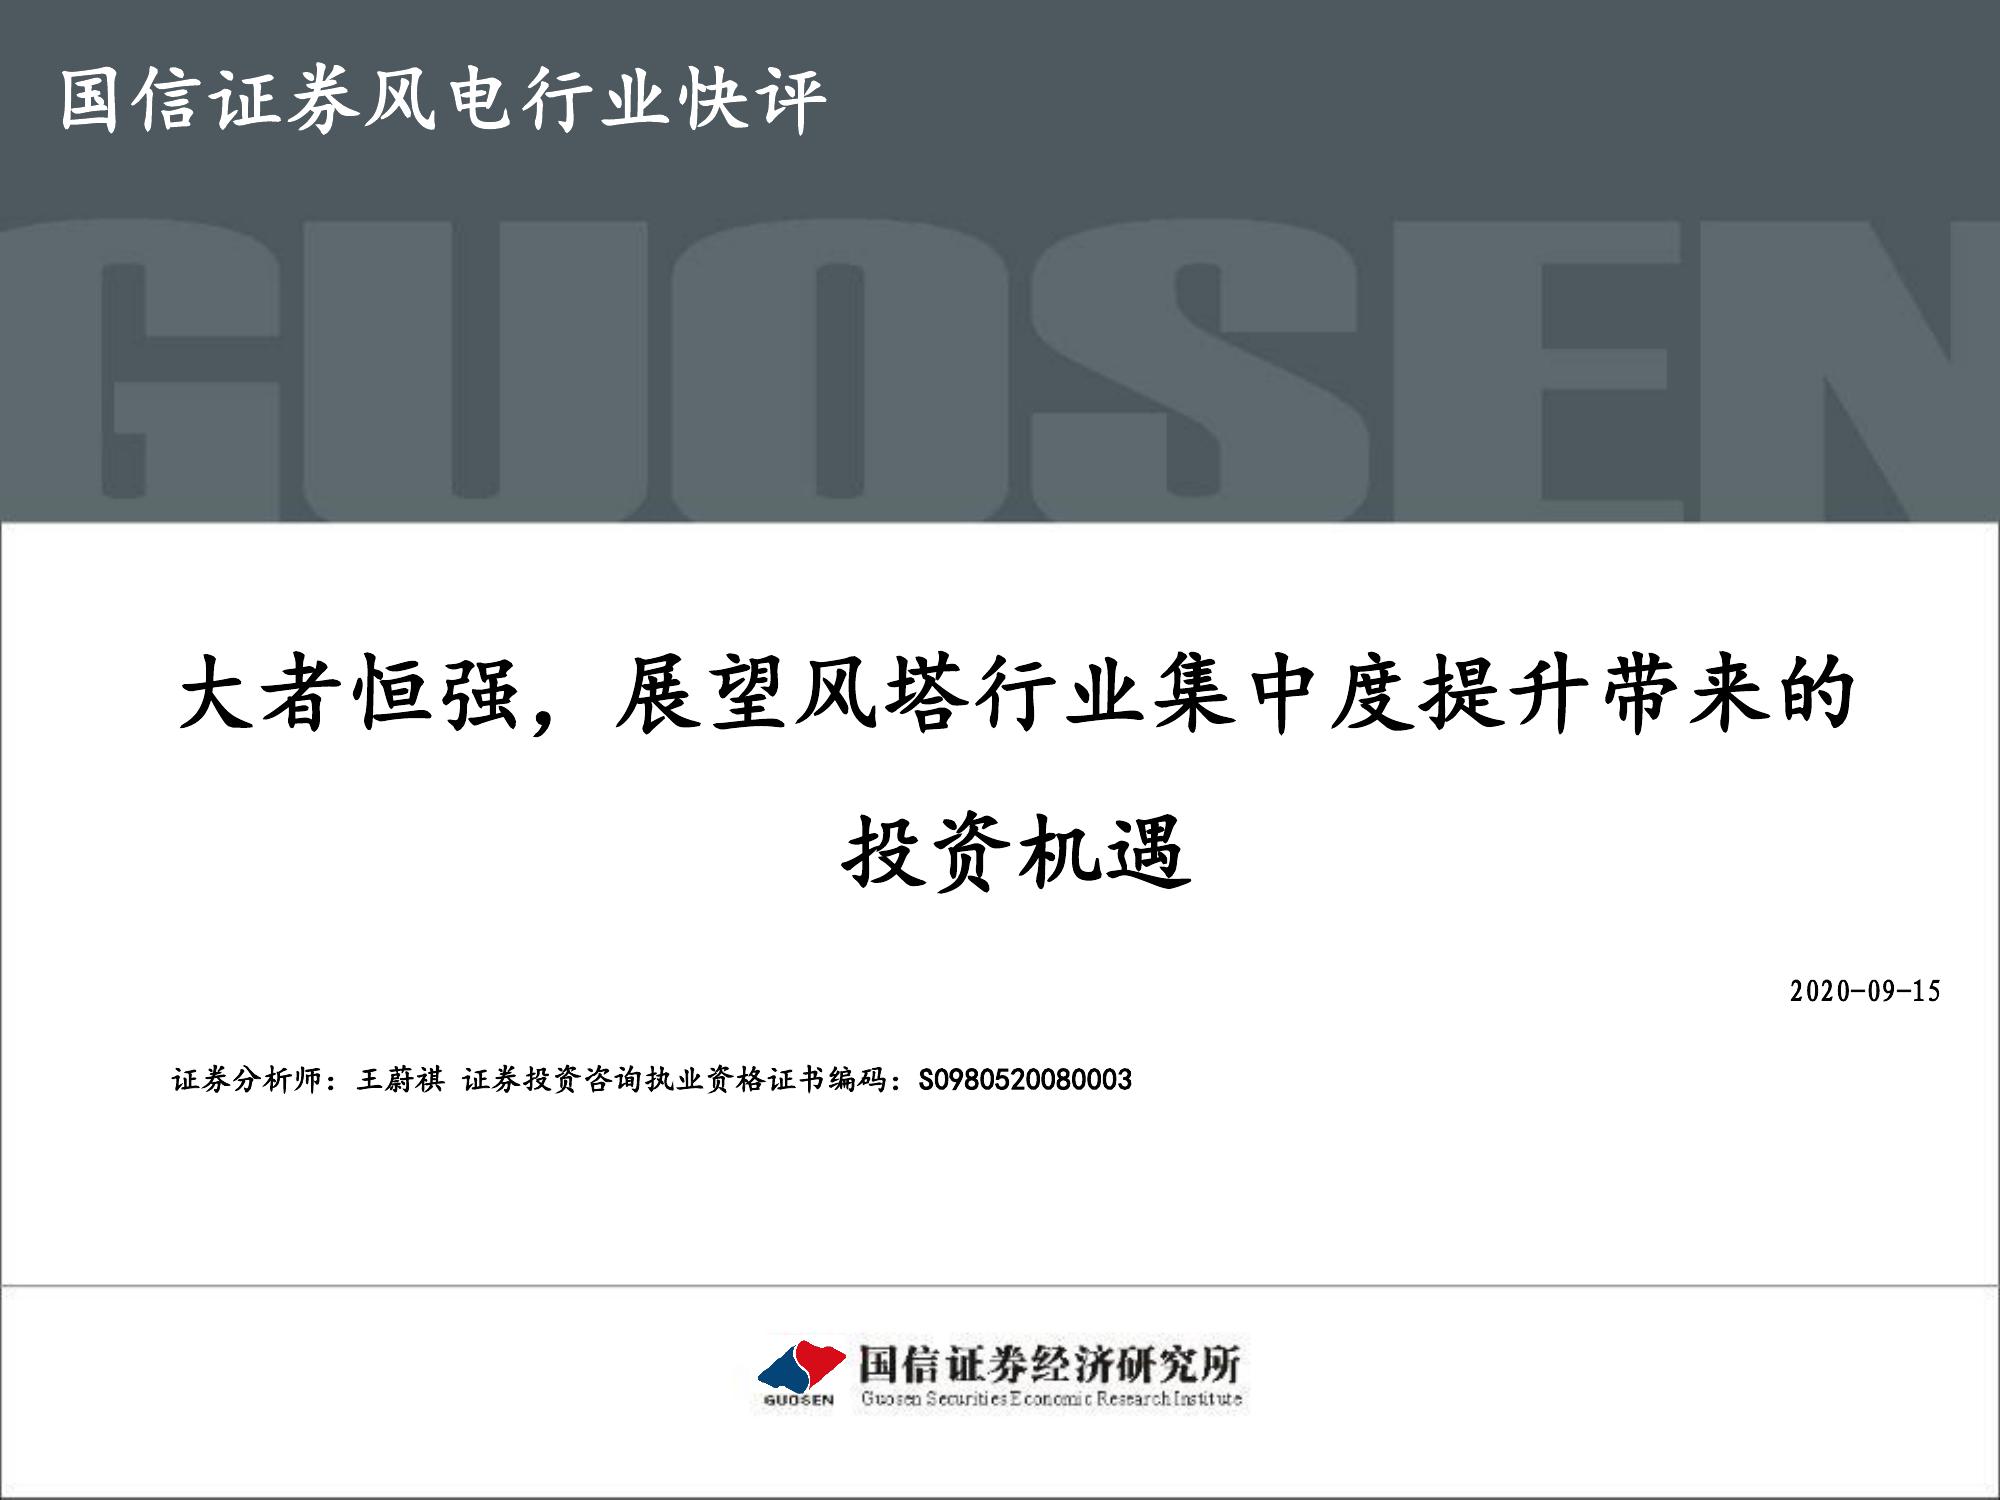 国信证券风电行业快评
GUOSEN
大者恒强，展望风塔行业集中度提升带来的
投资机遇
2020-09-15
证券分析师：王蔚祺 证券投资咨询执业资格证书编码：S0980520080003
国信证券经济研究所
GUOSEN
Guosen Securities Economic Research Institute